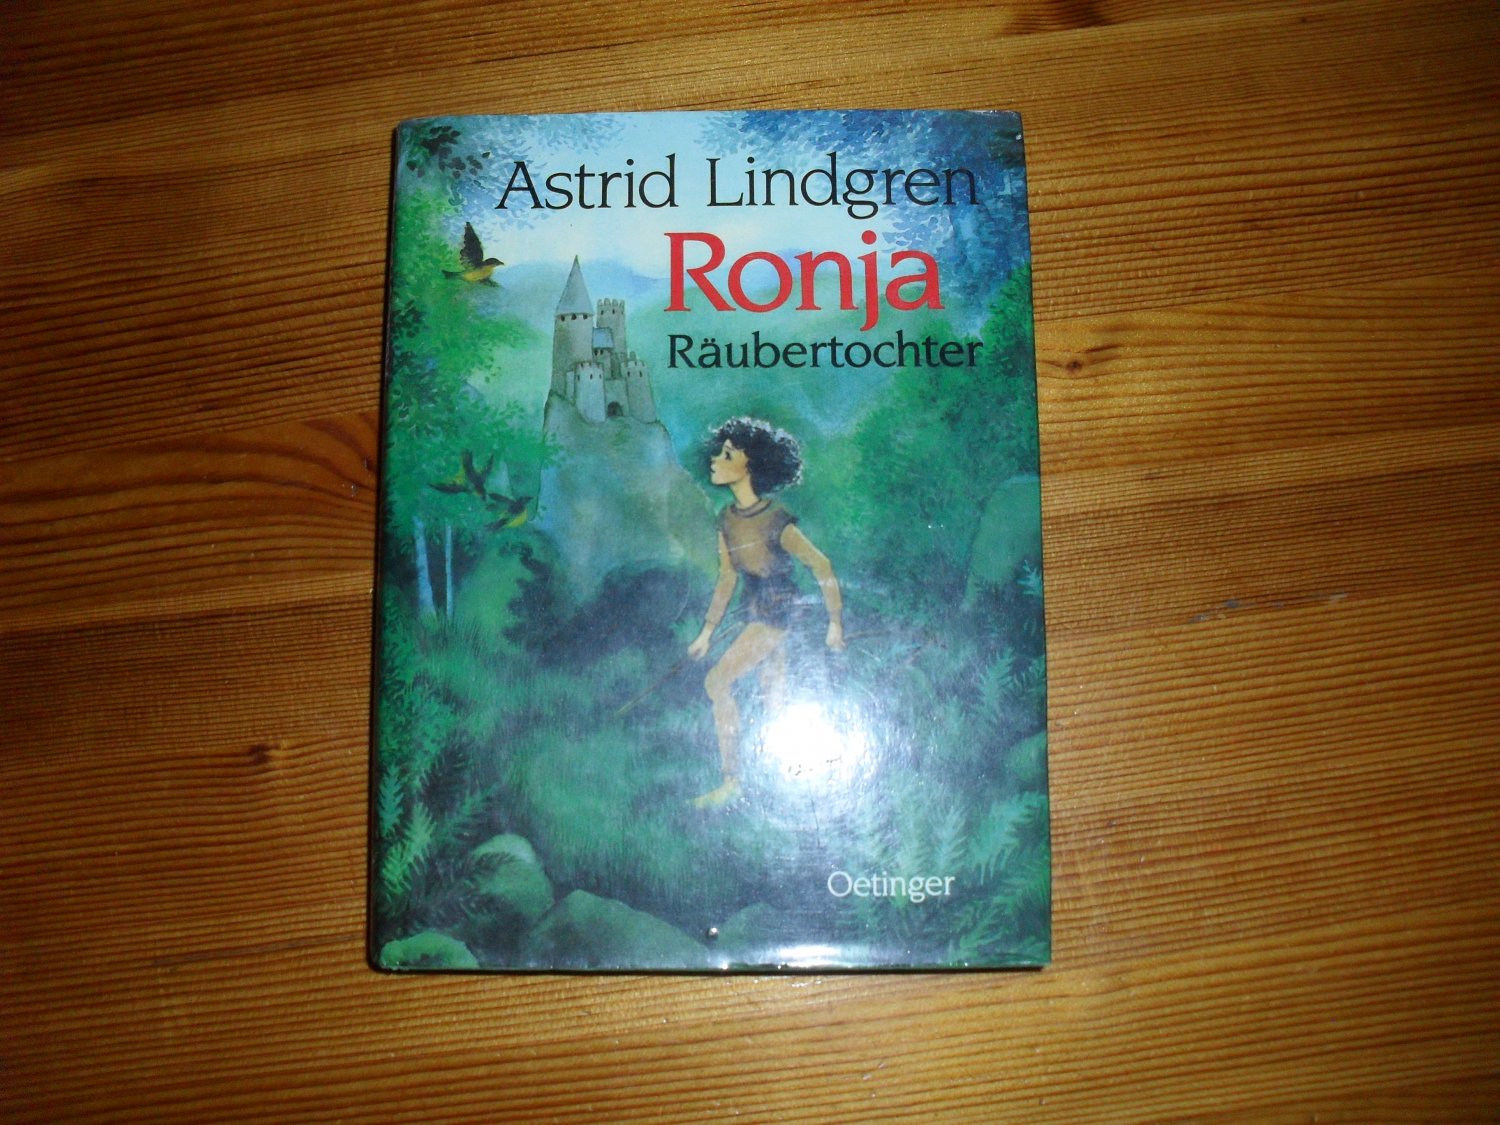 Astrid Lindgren
Ronja
Räubertochter
Oetinger